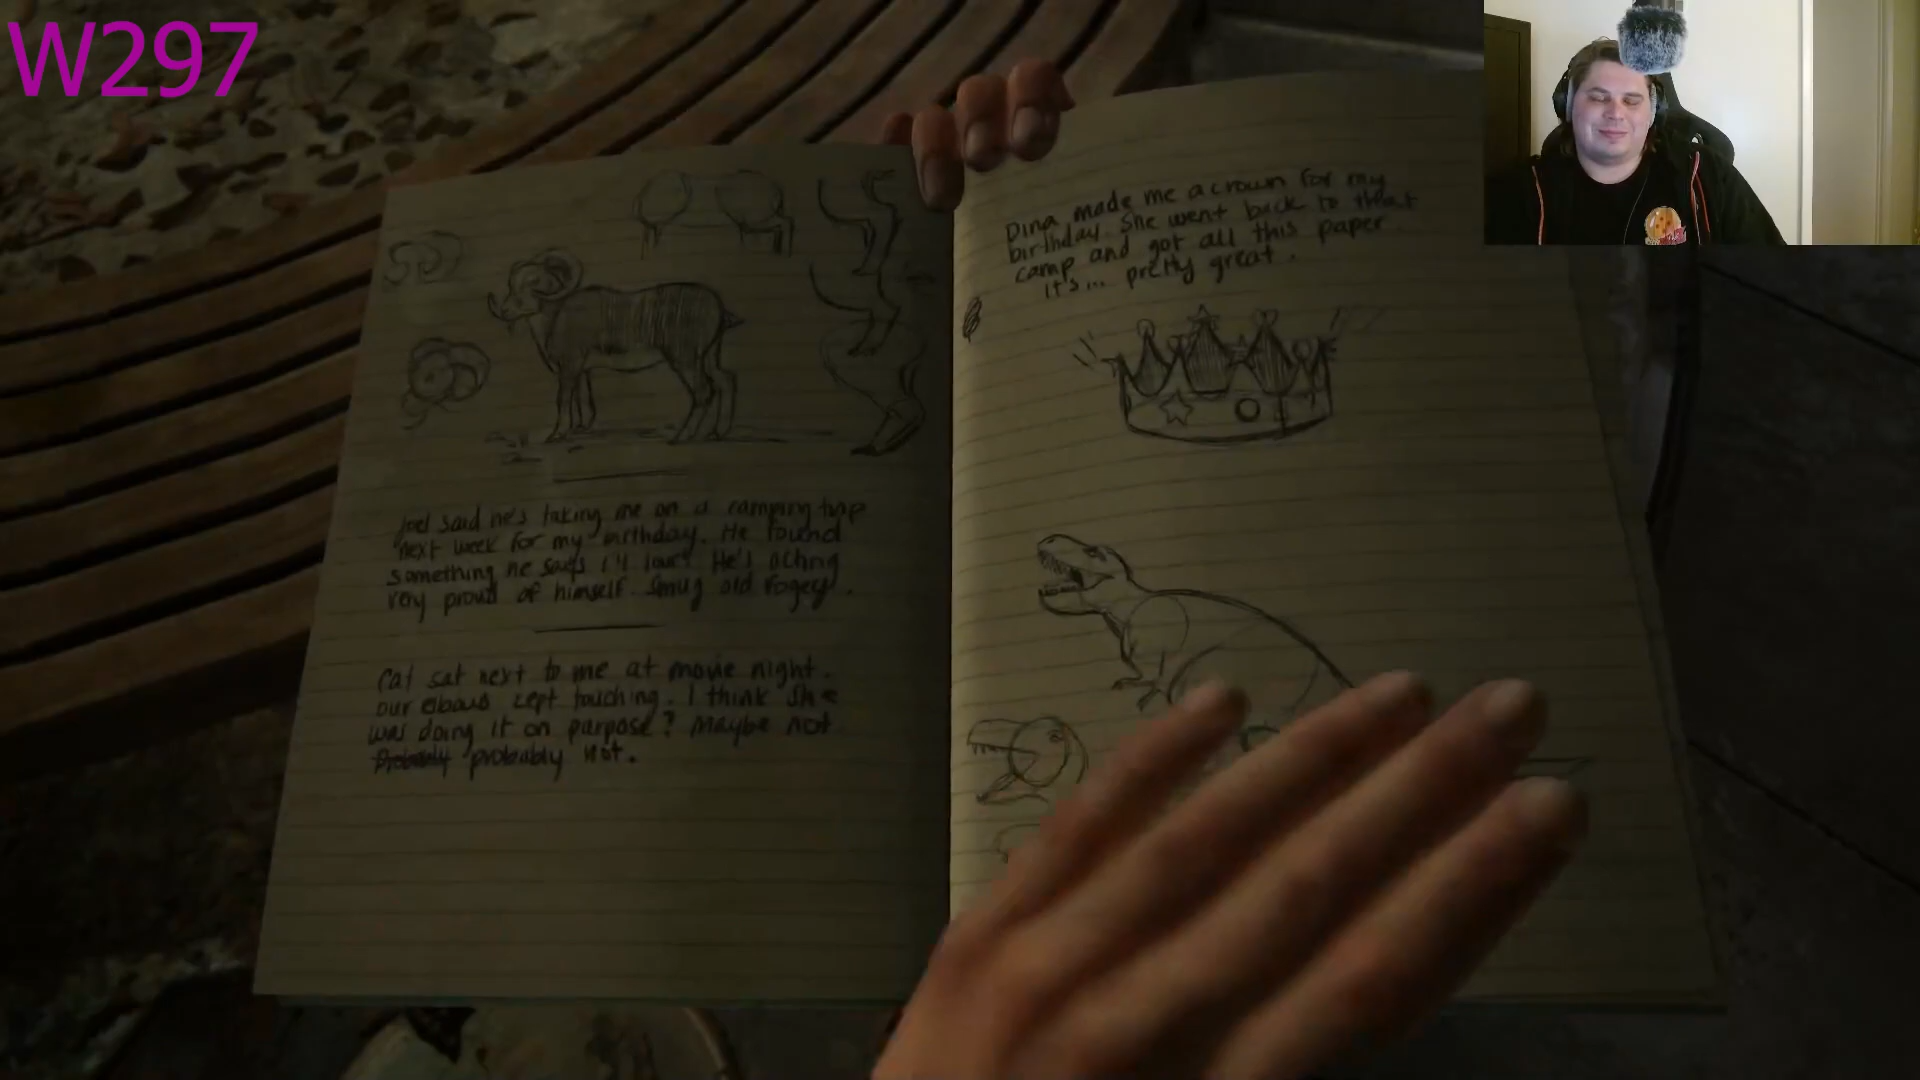 W297
Joel said he's taking me on a camping trip
next week for my birthday. He found
something he says I'll love. He's acting
very proud of himself. Smug old fogey.
Cat sat next to me at movie night.
our elbows kept touching. I think she
was doing it on purpose? Maybe not
Probably probably not.
Dina made me a crown for my
birthday. She went back to that
camp and got all this paper
it's... pretty great.